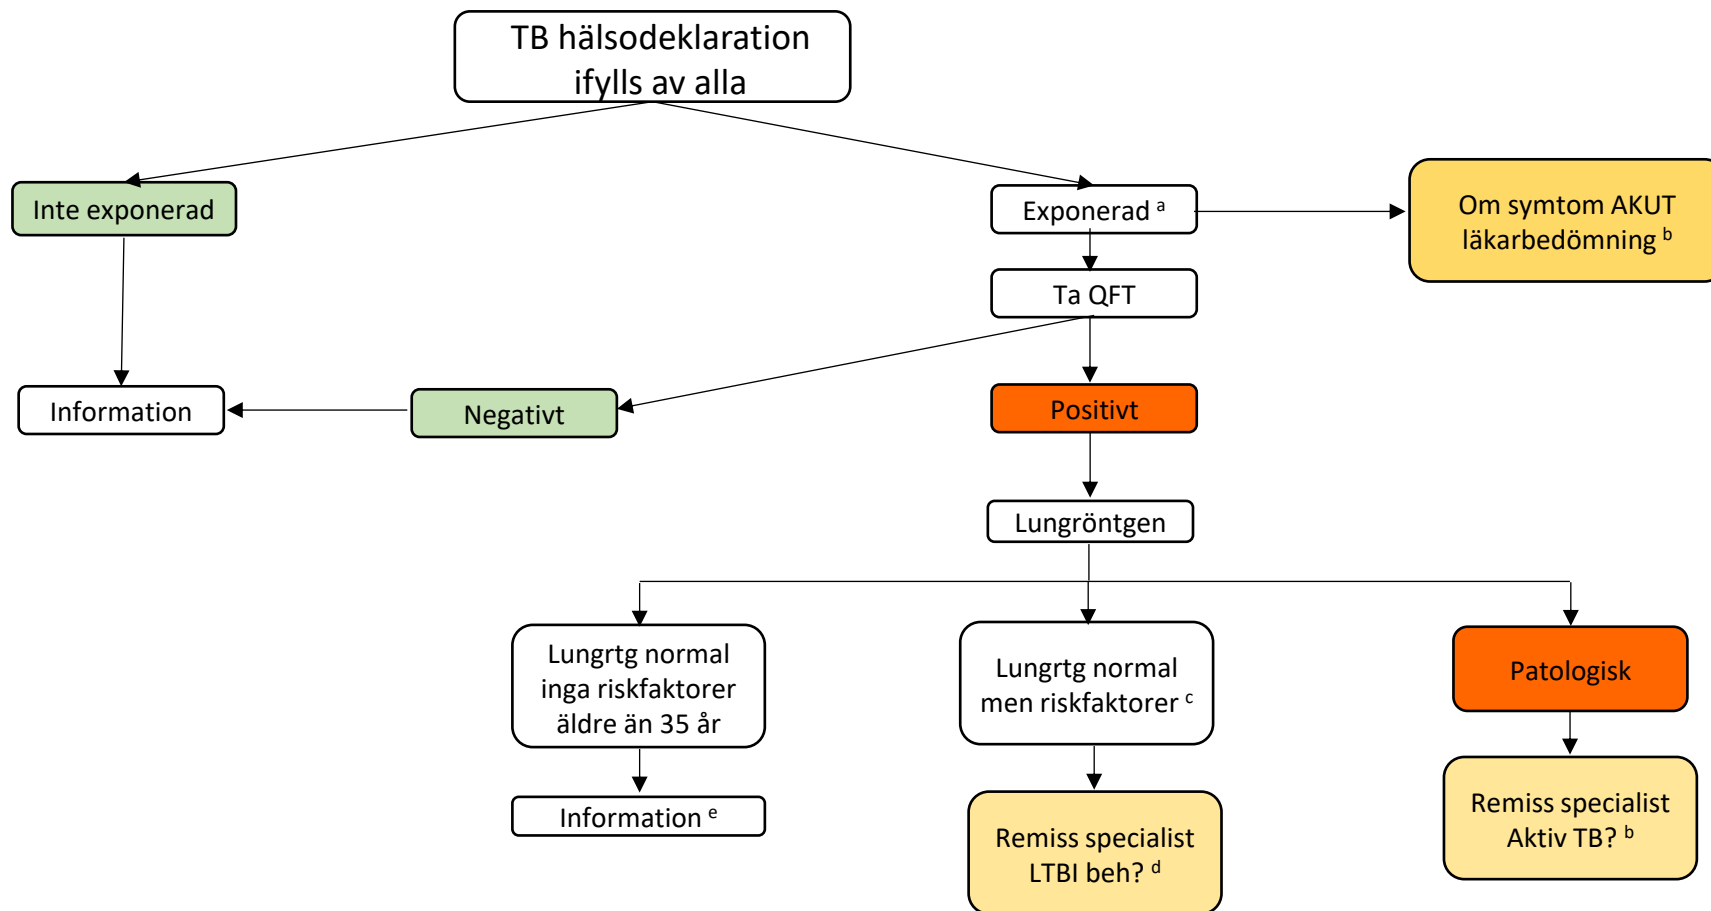 TB hälsodeklaration
ifylls av alla
Inte exponerad
Exponerad a
Om symtom AKUT
läkarbedömning b
Ta QFT
Information
Negativt
Positivt
Lungröntgen
Lungrtg normal
inga riskfaktorer
äldre än 35 år
Lungrtg normal
men riskfaktorer c
Patologisk
Information e
Remiss specialist
LTBI beh? d
Remiss specialist
Aktiv TB? b